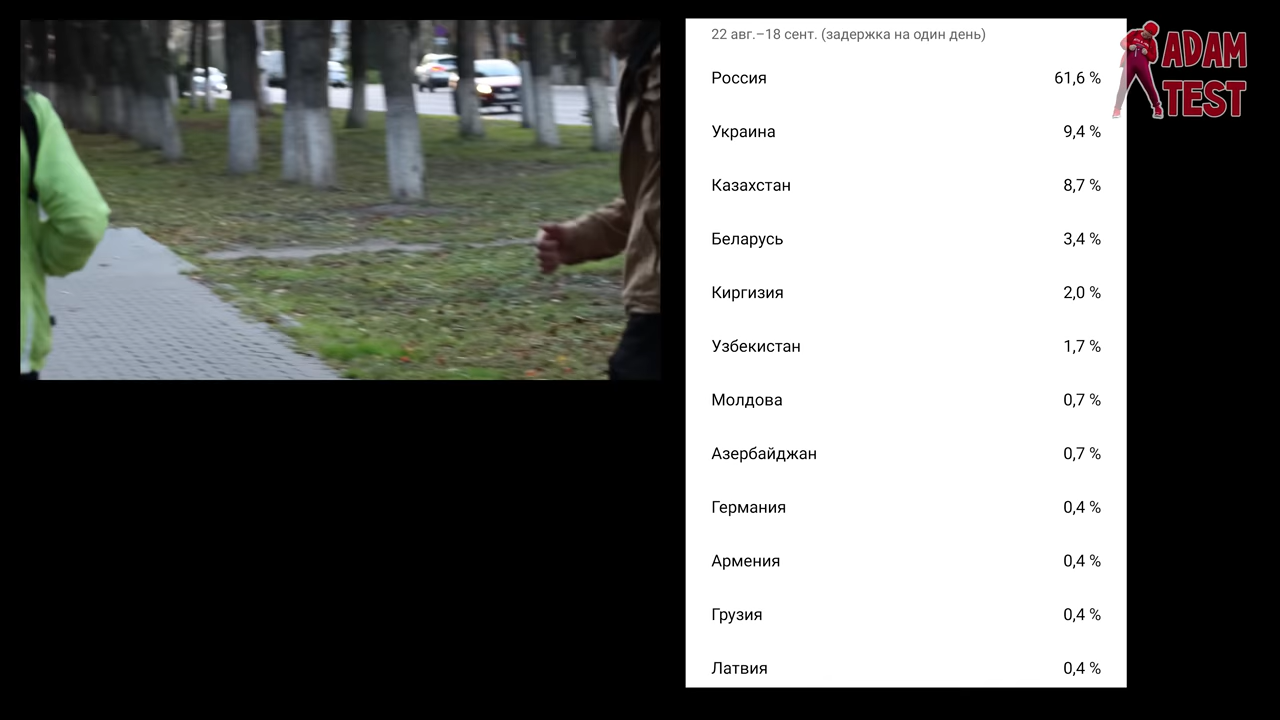 22 авг.–18 сент. (задержка на один день)
Россия 61,6 %
Украина 9,4 %
Казахстан 8,7 %
Беларусь 3,4 %
Киргизия 2,0 %
Узбекистан 1,7 %
Молдова 0,7 %
Азербайджан 0,7 %
Германия 0,4 %
Армения 0,4 %
Грузия 0,4 %
Латвия 0,4 %
ADAM
TEST